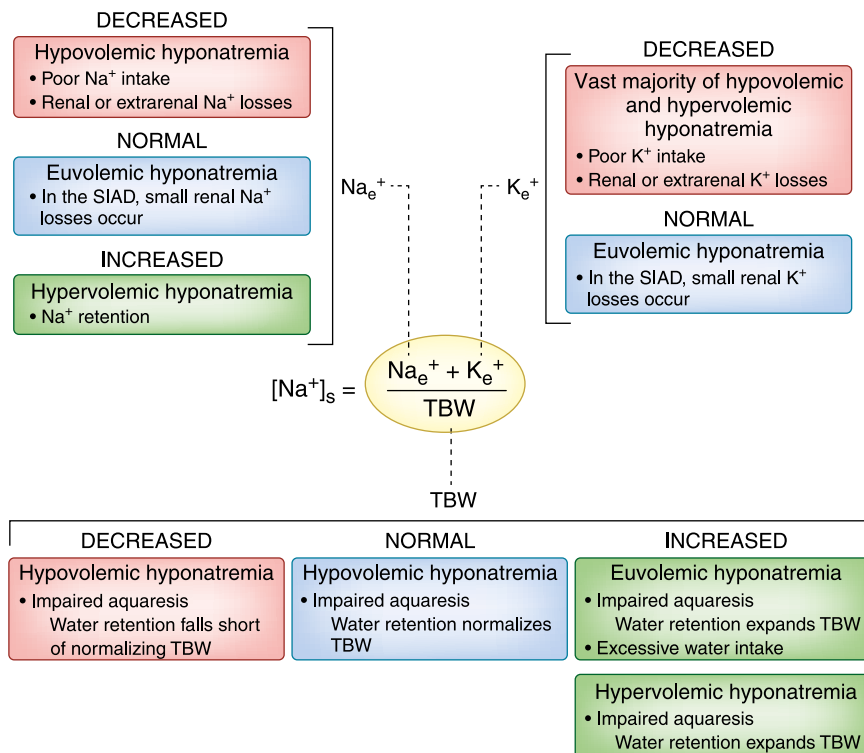 DECREASED
Hypovolemic hyponatremia
• Poor Na⁺ intake
• Renal or extrarenal Na⁺ losses
NORMAL
Euvolemic hyponatremia
• In the SIAD, small renal Na⁺
losses occur
INCREASED
Hypervolemic hyponatremia
• Na⁺ retention
Naₑ⁺
Kₑ⁺
DECREASED
Vast majority of hypovolemic
and hypervolemic
hyponatremia
• Poor K⁺ intake
• Renal or extrarenal K⁺ losses
NORMAL
Euvolemic hyponatremia
• In the SIAD, small renal K⁺
losses occur
[Na⁺]ₛ =
Naₑ⁺ + Kₑ⁺
TBW
TBW
DECREASED
Hypovolemic hyponatremia
• Impaired aquaresis
Water retention falls short
of normalizing TBW
NORMAL
Hypovolemic hyponatremia
• Impaired aquaresis
Water retention normalizes
TBW
INCREASED
Euvolemic hyponatremia
• Impaired aquaresis
Water retention expands TBW
• Excessive water intake
Hypervolemic hyponatremia
• Impaired aquaresis
Water retention expands TBW